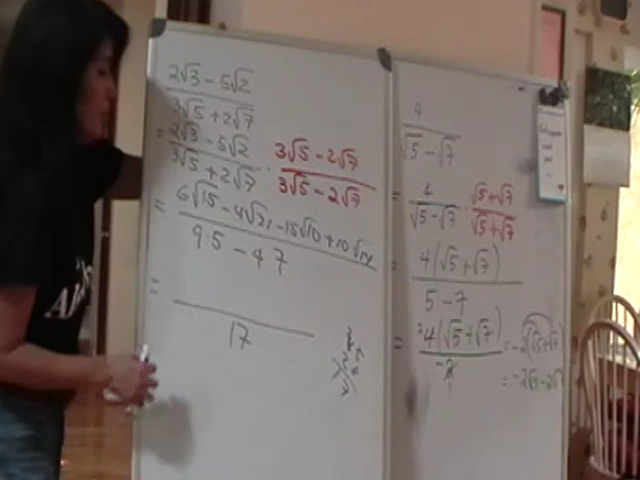 2√3 - 5√2
3√5 + 2√7
= 2√3 - 5√2 · 3√5 - 2√7
3√5 + 2√7 3√5 - 2√7
= 6√15 - 4√21 - 15√10 + 10√14
9·5 - 4·7
=
17
4
√5 - √7
= 4 · √5 + √7
√5 - √7 √5 + √7
= 4(√5 + √7)
5 - 7
= 4(√5 + √7) = -2(√5 + √7)
-2
= -2√5 - 2√7